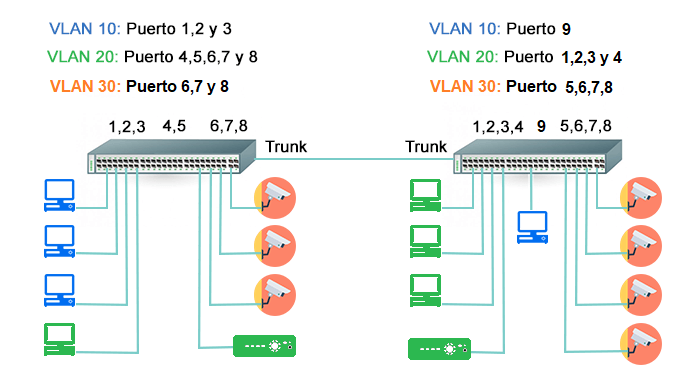 VLAN 10: Puerto 1,2 y 3
VLAN 20: Puerto 4,5,6,7 y 8
VLAN 30: Puerto 6,7 y 8
VLAN 10: Puerto 9
VLAN 20: Puerto 1,2,3 y 4
VLAN 30: Puerto 5,6,7,8
1,2,3 4,5 6,7,8
Trunk
Trunk
1,2,3,4 9 5,6,7,8